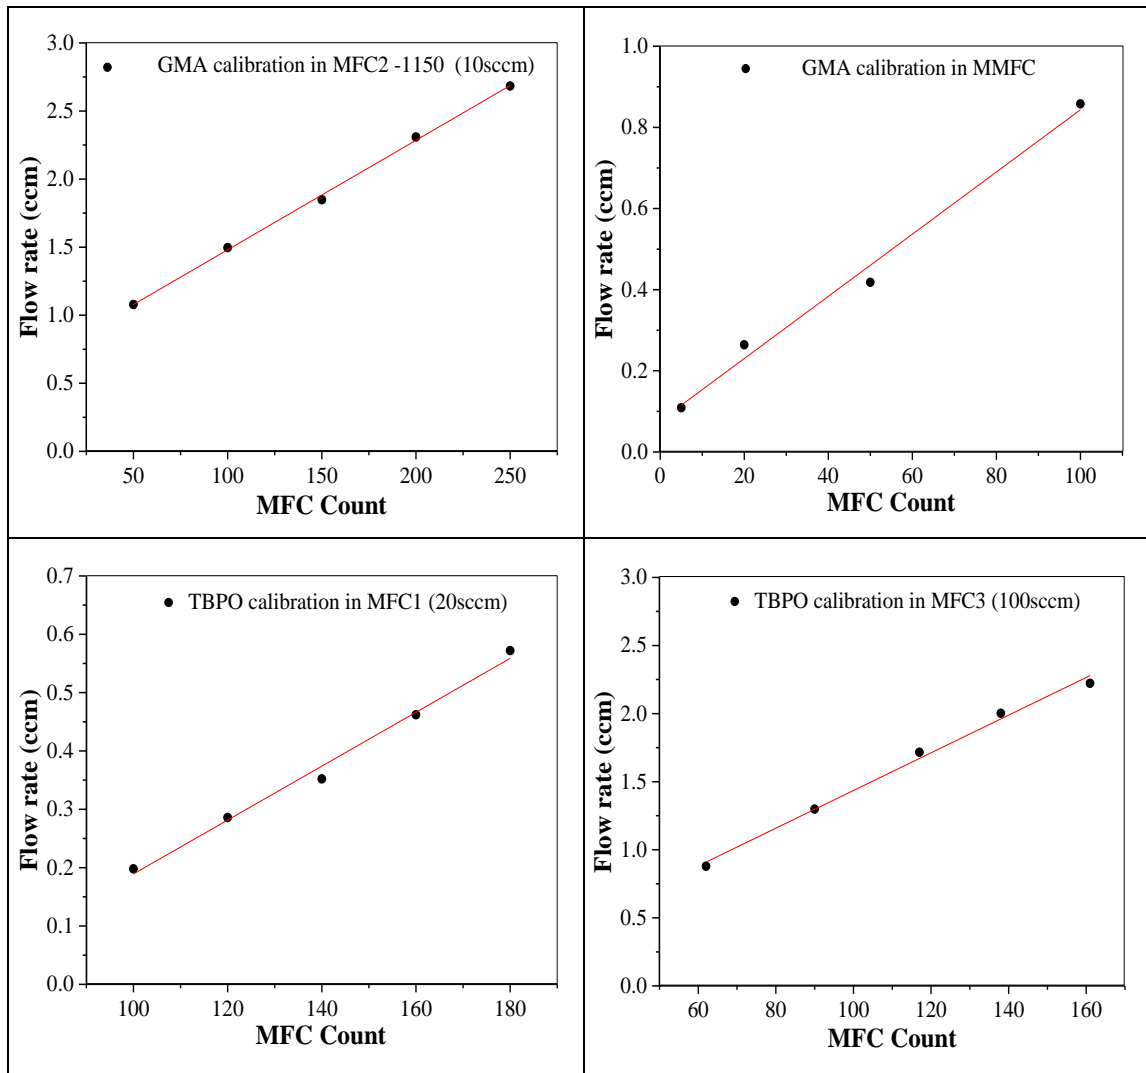 GMA calibration in MFC2 -1150 (10sccm)
Flow rate (ccm)
3.0
2.5
2.0
1.5
1.0
0.5
0.0
50 100 150 200 250
MFC Count
GMA calibration in MMFC
Flow rate (ccm)
1.0
0.8
0.6
0.4
0.2
0.0
0 20 40 60 80 100
MFC Count
TBPO calibration in MFC1 (20sccm)
Flow rate (ccm)
0.7
0.6
0.5
0.4
0.3
0.2
0.1
0.0
100 120 140 160 180
MFC Count
TBPO calibration in MFC3 (100sccm)
Flow rate (ccm)
3.0
2.5
2.0
1.5
1.0
0.5
0.0
60 80 100 120 140 160
MFC Count